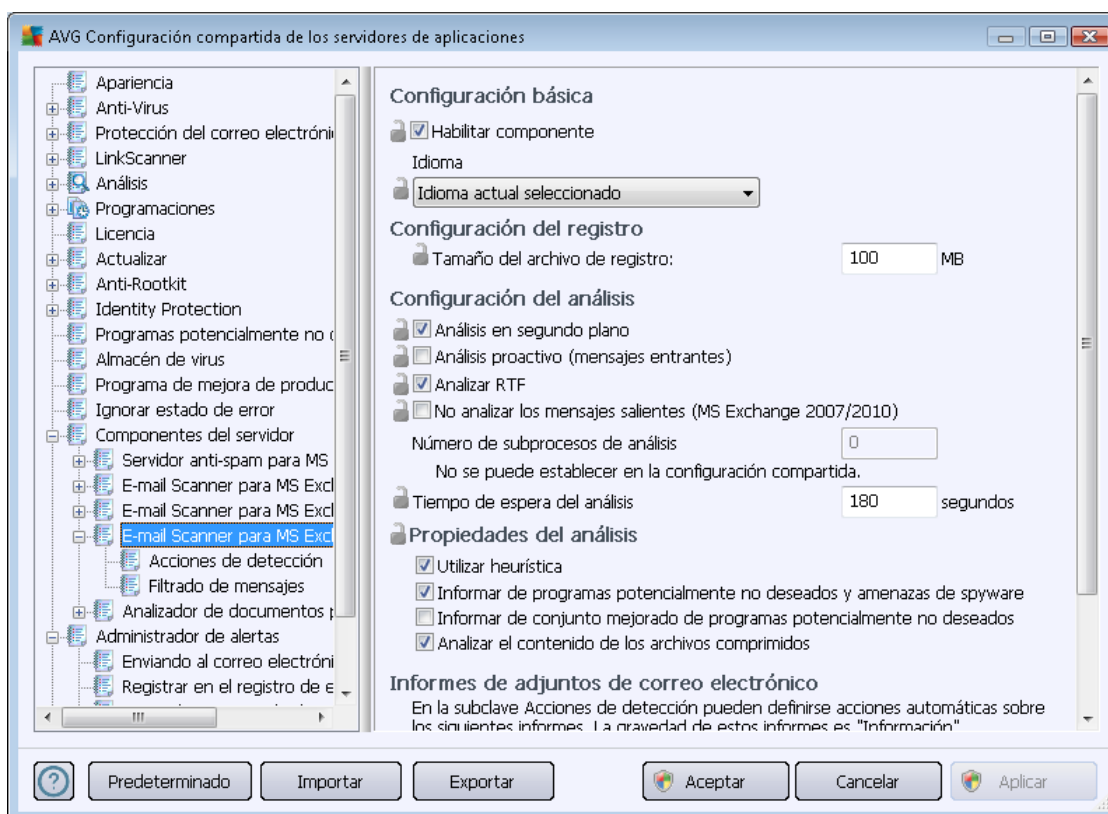 AVG Configuración compartida de los servidores de aplicaciones
Apariencia
Anti-Virus
Protección del correo electróni
LinkScanner
Análisis
Programaciones
Licencia
Actualizar
Anti-Rootkit
Identity Protection
Programas potencialmente no
Almacén de virus
Programa de mejora de produc
Ignorar estado de error
Componentes del servidor
Servidor anti-spam para MS
E-mail Scanner para MS Excl
E-mail Scanner para MS Excl
E-mail Scanner para MS Excl
Acciones de detección
Filtrado de mensajes
Analizador de documentos
Administrador de alertas
Enviando al correo electróni
Registrar en el registro de e
Configuración básica
Habilitar componente
Idioma
Idioma actual seleccionado
Configuración del registro
Tamaño del archivo de registro: 100 MB
Configuración del análisis
Análisis en segundo plano
Análisis proactivo (mensajes entrantes)
Analizar RTF
No analizar los mensajes salientes (MS Exchange 2007/2010)
Número de subprocesos de análisis 0
No se puede establecer en la configuración compartida.
Tiempo de espera del análisis 180 segundos
Propiedades del análisis
Utilizar heurística
Informar de programas potencialmente no deseados y amenazas de spyware
Informar de conjunto mejorado de programas potencialmente no deseados
Analizar el contenido de los archivos comprimidos
Informes de adjuntos de correo electrónico
En la subclave Acciones de detección pueden definirse acciones automáticas sobre
los siguientes informes. La gravedad de estos informes es "Información"
Predeterminado Importar Exportar Aceptar Cancelar Aplicar